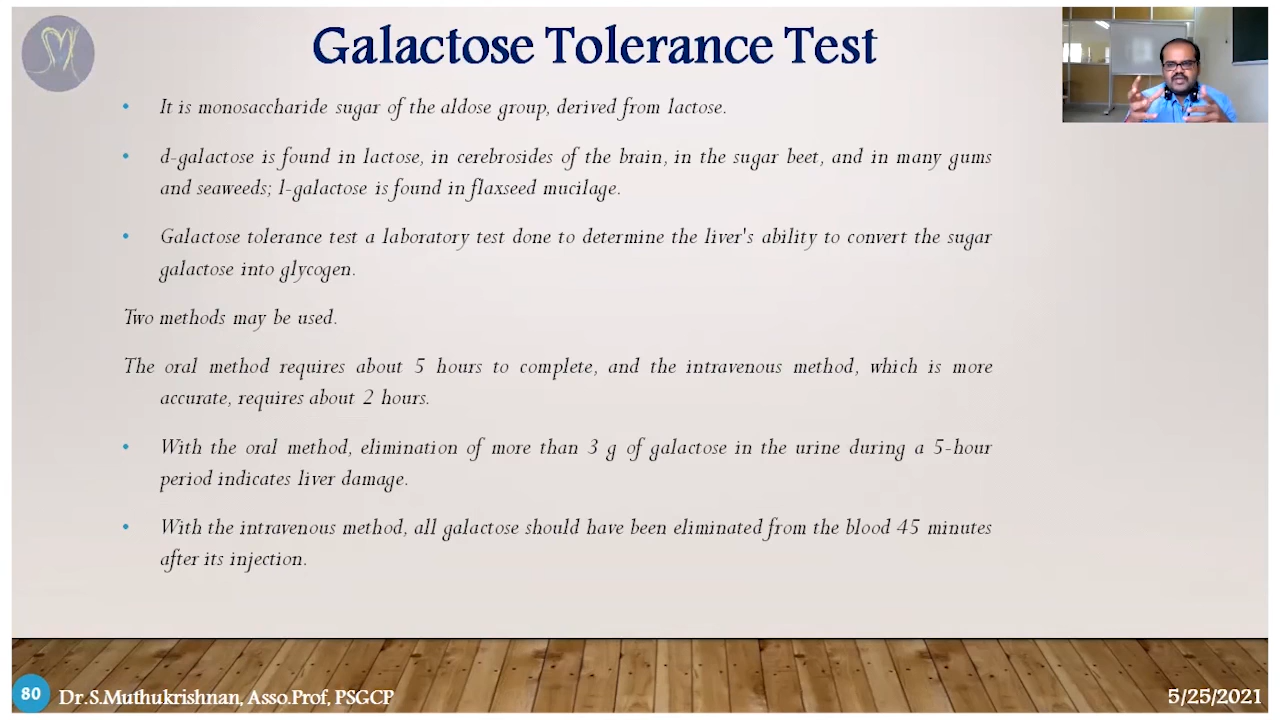 Galactose Tolerance Test
• It is monosaccharide sugar of the aldose group, derived from lactose.
• d-galactose is found in lactose, in cerebrosides of the brain, in the sugar beet, and in many gums
and seaweeds; l-galactose is found in flaxseed mucilage.
• Galactose tolerance test a laboratory test done to determine the liver's ability to convert the sugar
galactose into glycogen.
Two methods may be used.
The oral method requires about 5 hours to complete, and the intravenous method, which is more
accurate, requires about 2 hours.
• With the oral method, elimination of more than 3 g of galactose in the urine during a 5-hour
period indicates liver damage.
• With the intravenous method, all galactose should have been eliminated from the blood 45 minutes
after its injection.
80 Dr.S.Muthukrishnan, Asso.Prof, PSGCP
5/25/2021